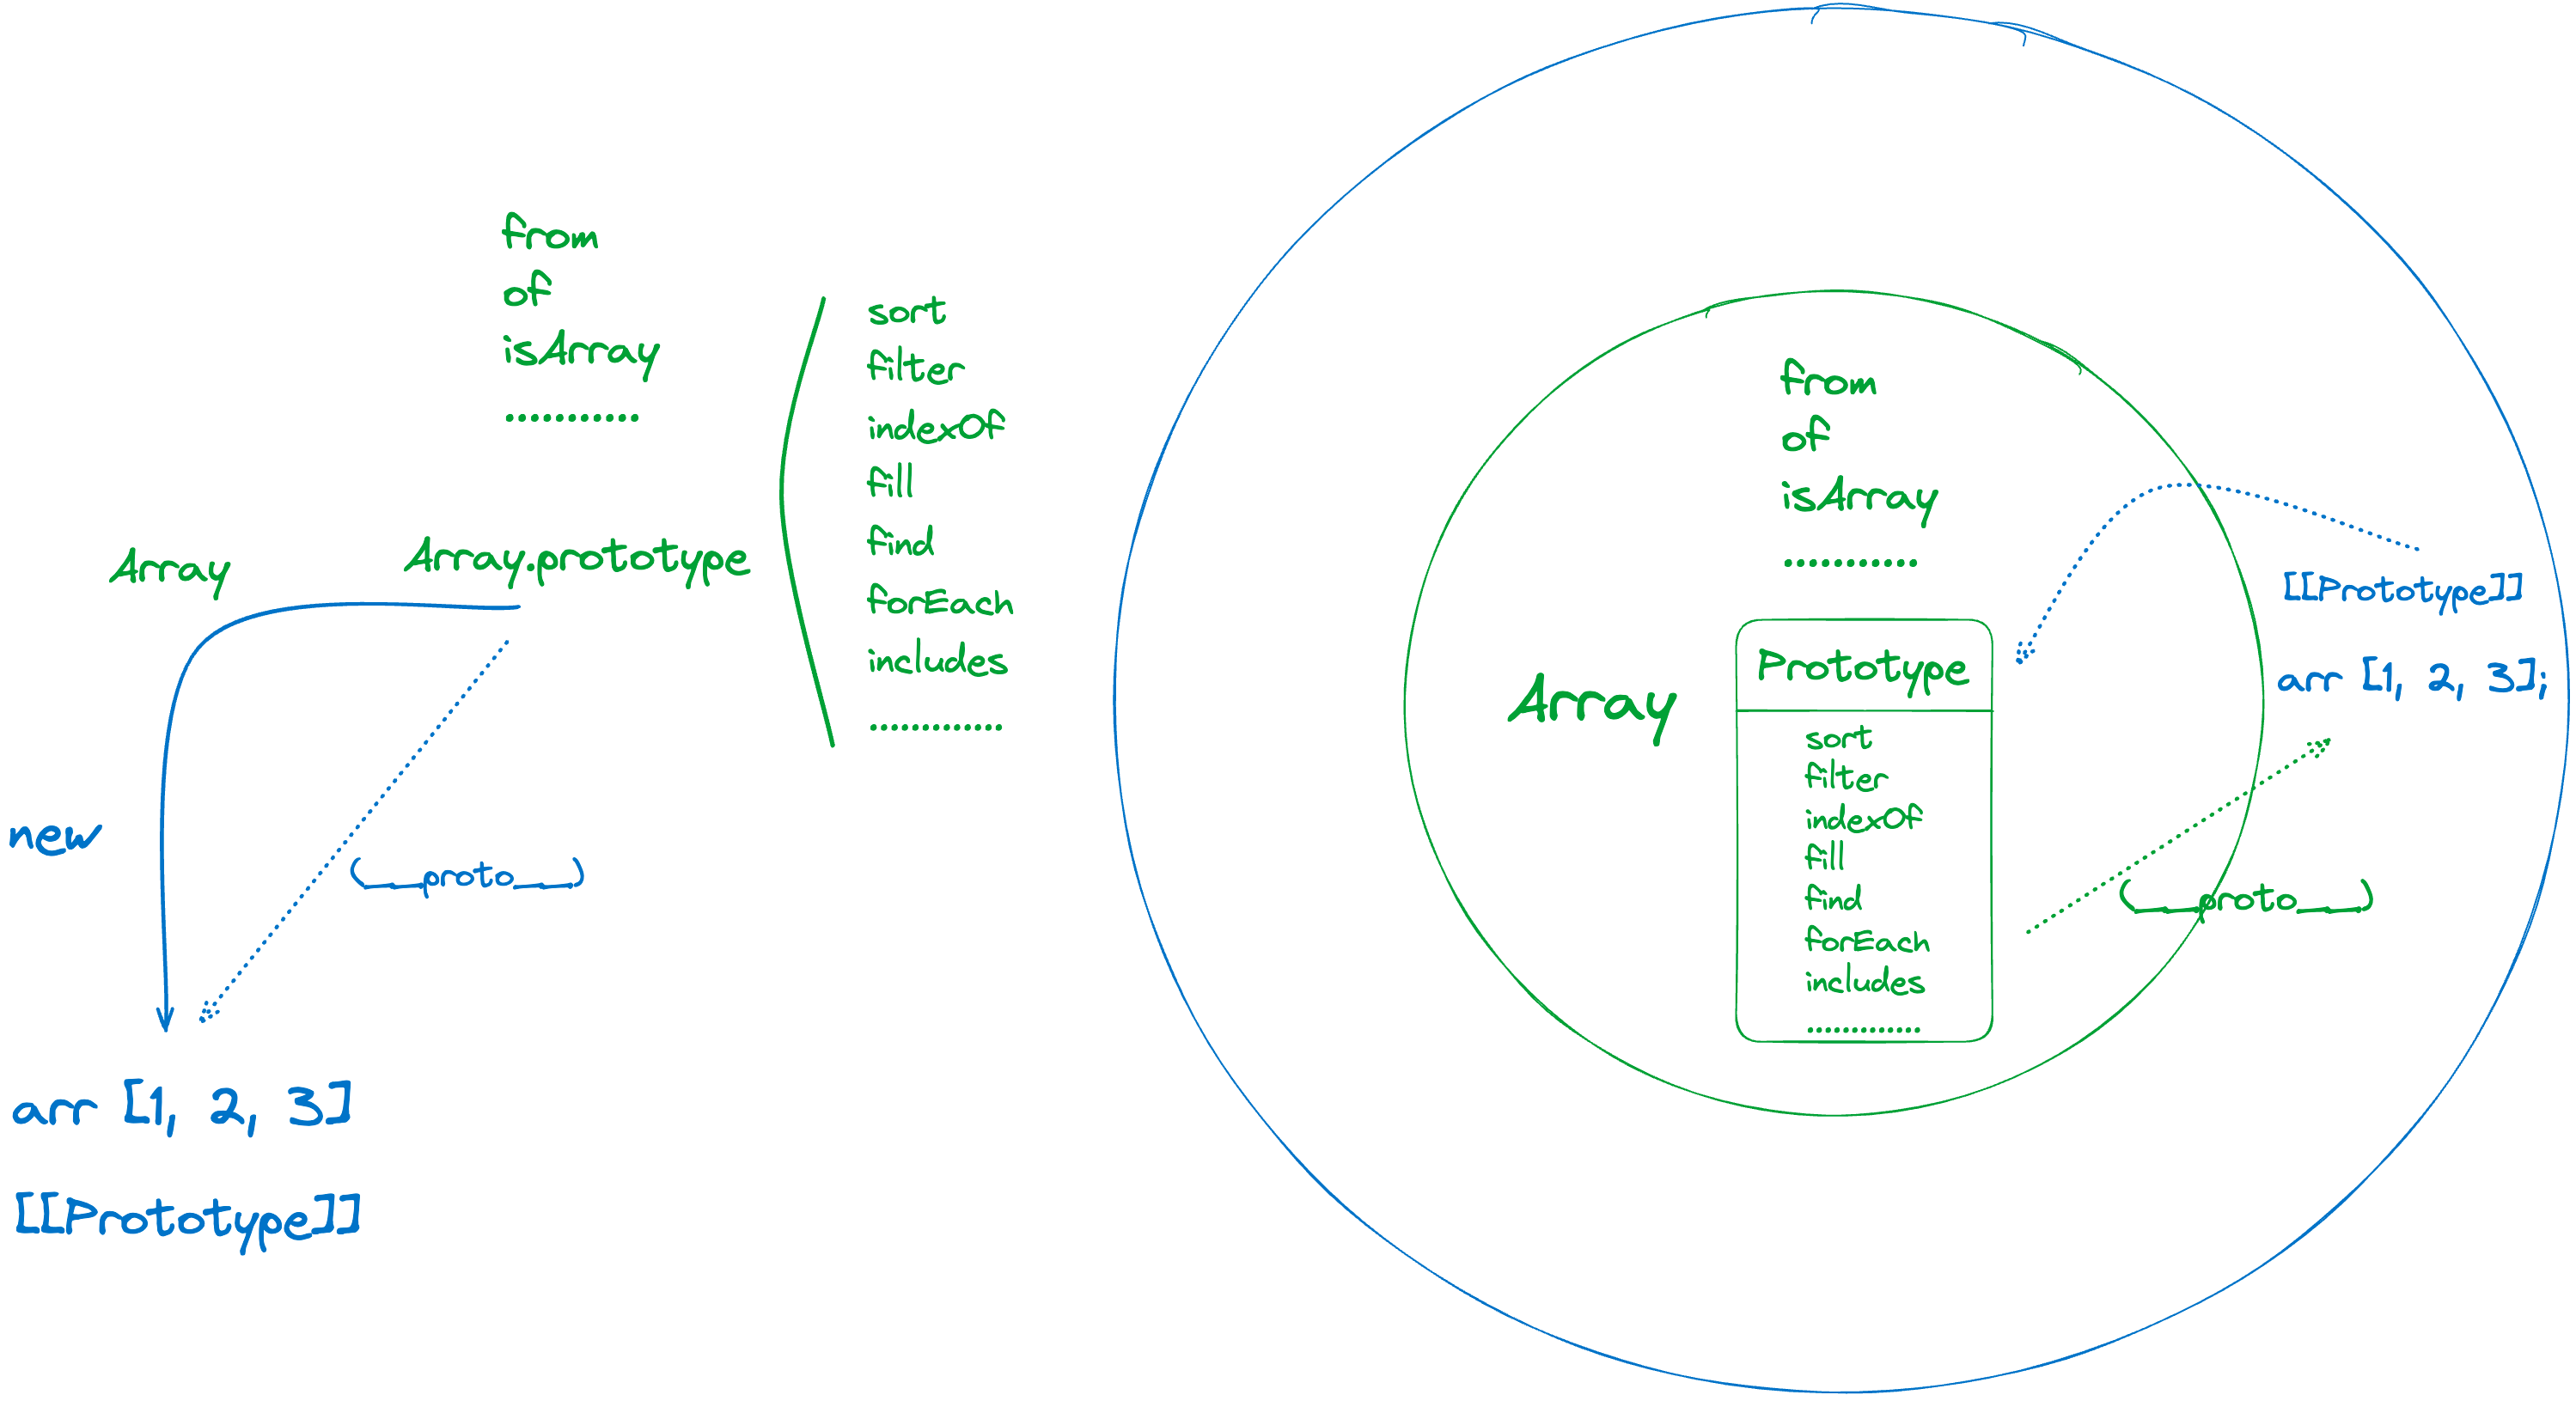 from
of
isArray
...........
Array
Array.prototype
sort
filter
indexOf
fill
find
forEach
includes
...........
new
(__proto__)
arr [1, 2, 3]
[[Prototype]]
from
of
isArray
...........
Array
Prototype
sort
filter
indexOf
fill
find
forEach
includes
.............
[[Prototype]]
arr [1, 2, 3];
(__proto__)